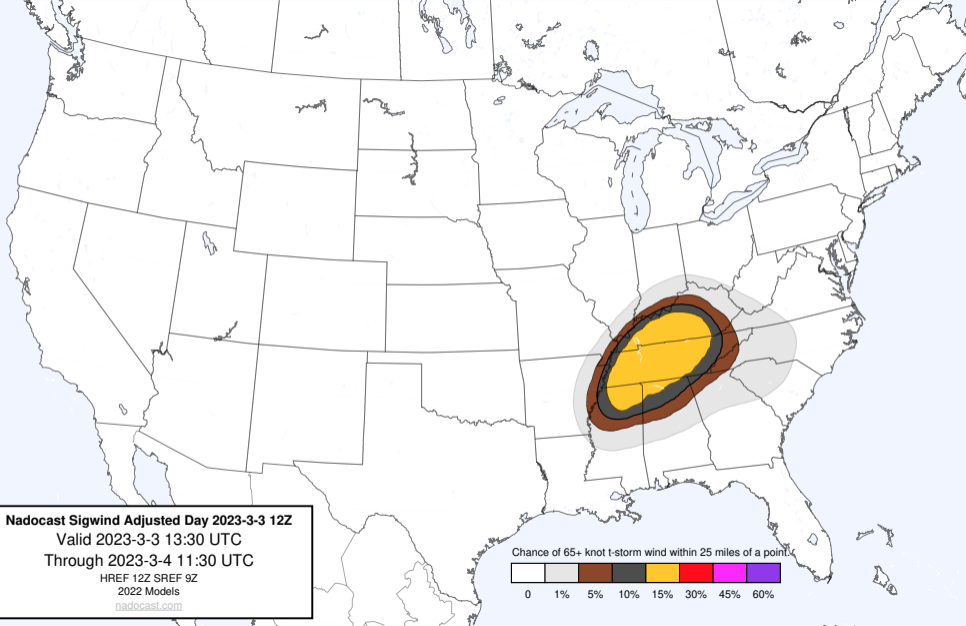 Nadocast Sigwind Adjusted Day 2023-3-3 12Z
Valid 2023-3-3 13:30 UTC
Through 2023-3-4 11:30 UTC
HREF 12Z SREF 9Z
2022 Models
nadocast.com
Chance of 65+ knot t-storm wind within 25 miles of a point.
0 1% 5% 10% 15% 30% 45% 60%